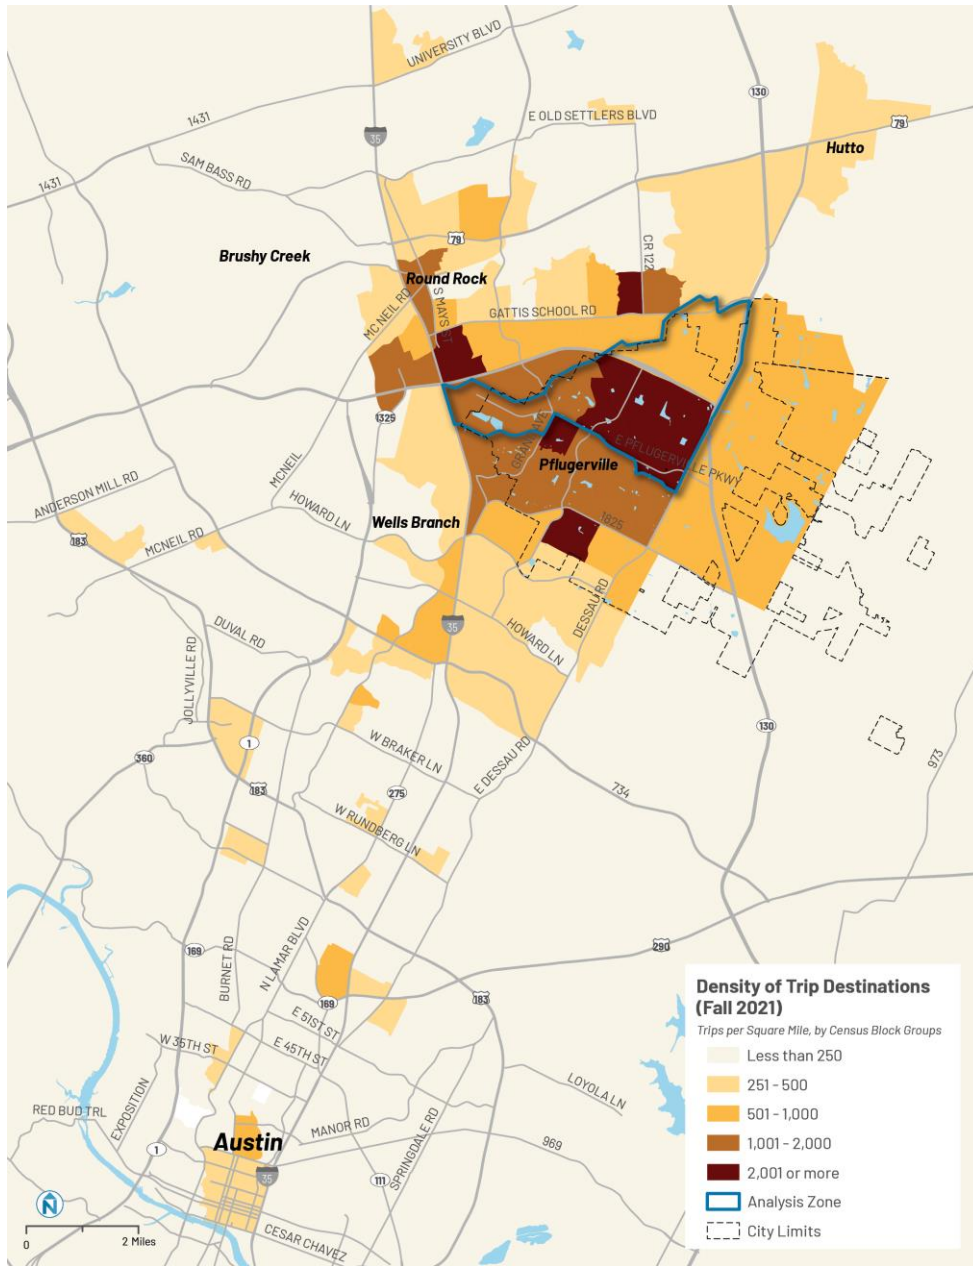 UNIVERSITY BLVD
1431
130
E OLD SETTLERS BLVD
79
35
Hutto
SAM BASS RD
1431
79
CR 122
Brushy Creek
Round Rock
MC NEIL RD
S MAYS ST
GATTIS SCHOOL RD
1325
GRAND AVE
E PFLUGERVILLE PKWY
Pflugerville
MCNEIL
ANDERSON MILL RD
HOWARD LN
Wells Branch
1825
183
MCNEIL RD
DESSAU RD
35
HOWARD LN
DUVAL RD
JOLLYVILLE RD
130
1
W BRAKER LN
E DESSAU RD
360
973
183
275
734
W RUNDBERG LN
N LAMAR BLVD
BURNET RD
169
290
169
183
E 51ST ST
W 35TH ST
E 45TH ST
LOYOLA LN
EXPOSITION
RED BUD TRL
MANOR RD
SPRINGDALE RD
Austin
969
1
35
111
CESAR CHAVEZ
N
0
2 Miles
Density of Trip Destinations
(Fall 2021)
Trips per Square Mile, by Census Block Groups
Less than 250
251 - 500
501 - 1,000
1,001 - 2,000
2,001 or more
Analysis Zone
City Limits